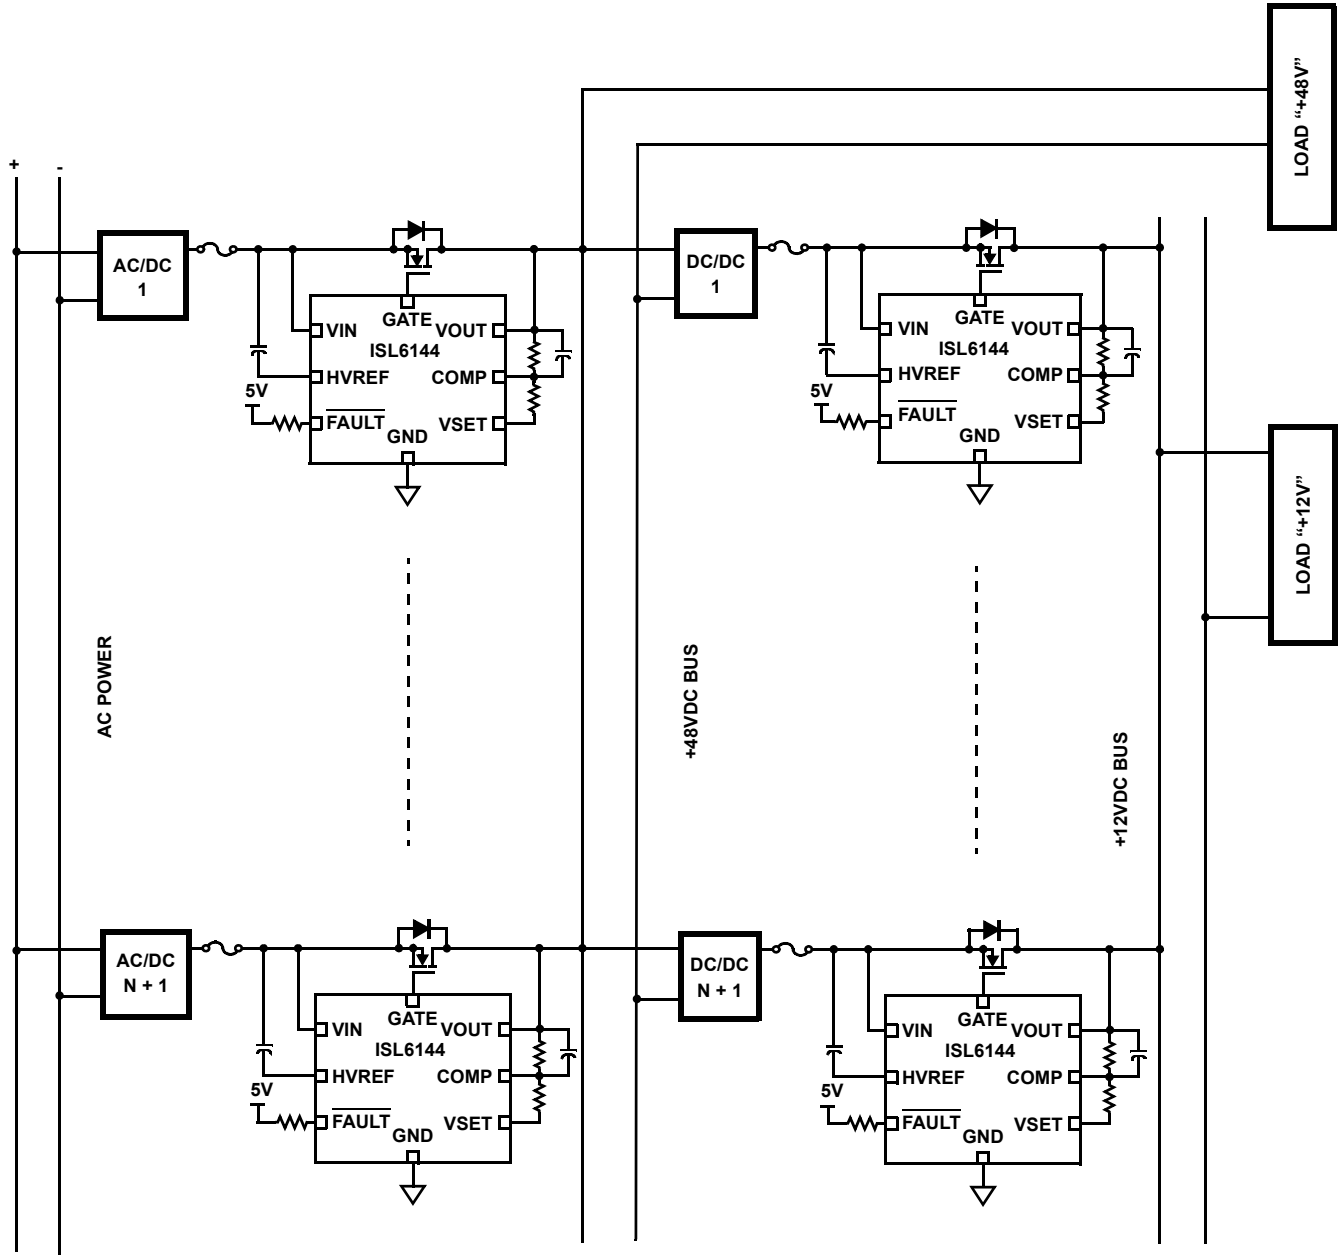 LOAD “+48V”
+
-
AC/DC
1
DC/DC
1
GATE
VIN
VOUT
ISL6144
HVREF
COMP
5V
FAULT
VSET
GND
GATE
VIN
VOUT
ISL6144
HVREF
COMP
5V
FAULT
VSET
GND
LOAD “+12V”
AC POWER
+48VDC BUS
+12VDC BUS
AC/DC
N + 1
DC/DC
N + 1
GATE
VIN
VOUT
ISL6144
HVREF
COMP
5V
FAULT
VSET
GND
GATE
VIN
VOUT
ISL6144
HVREF
COMP
5V
FAULT
VSET
GND